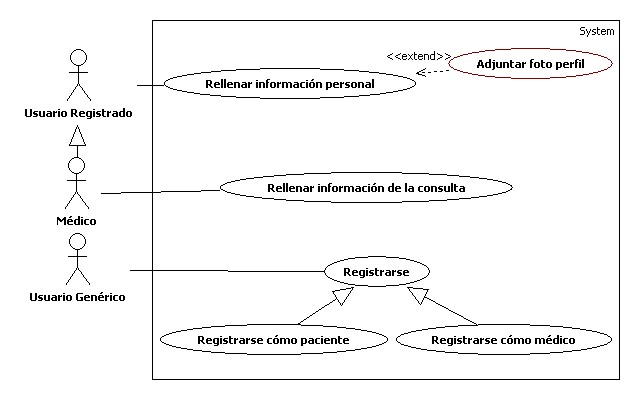 System
<<extend>>
Adjuntar foto perfil
Rellenar información personal
Usuario Registrado
Rellenar información de la consulta
Médico
Registrarse
Usuario Genérico
Registrarse cómo paciente
Registrarse cómo médico